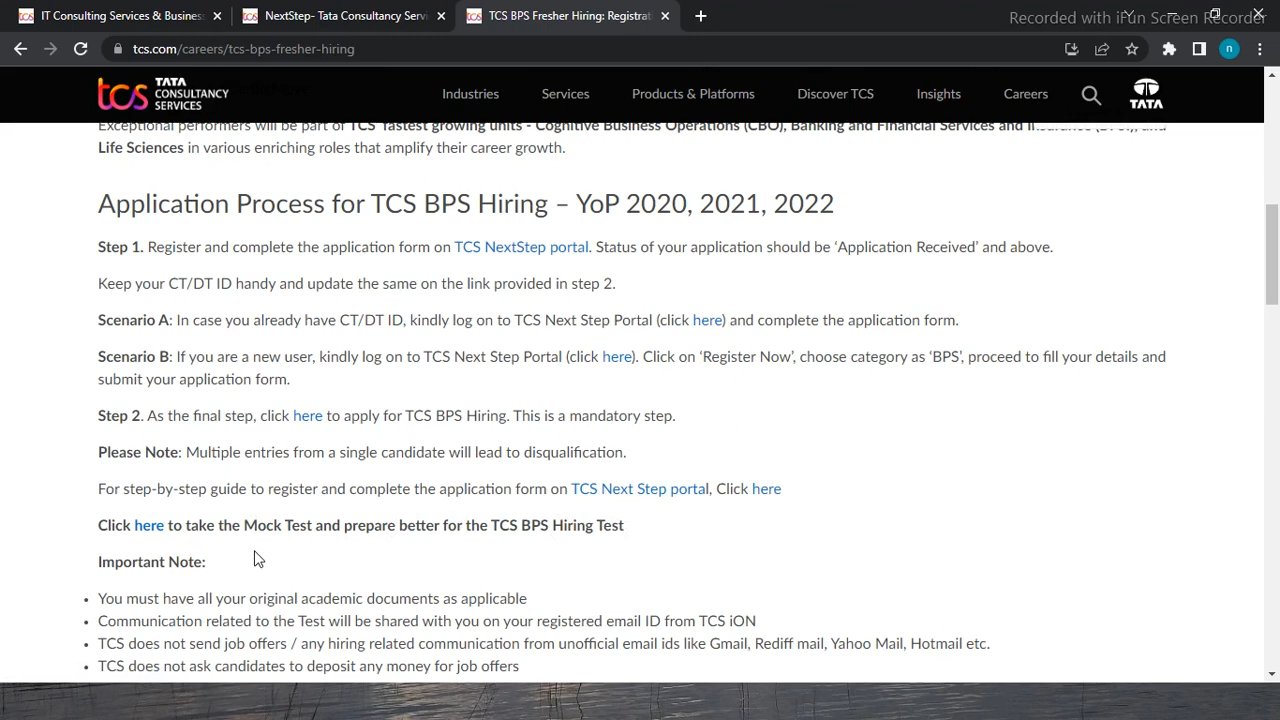 IT Consulting Services & Business
NextStep- Tata Consultancy Servi
TCS BPS Fresher Hiring: Registrati
Recorded with iFun Screen Recorder
tcs.com/careers/tcs-bps-fresher-hiring
n
tcs TATA CONSULTANCY SERVICES
Industries
Services
Products & Platforms
Discover TCS
Insights
Careers
TATA
Exceptional performers will be part of TCS' fastest growing units - Cognitive Business Operations (CBO), Banking and Financial Services and Insurance (BFSI), and
Life Sciences in various enriching roles that amplify their career growth.
Application Process for TCS BPS Hiring – YoP 2020, 2021, 2022
Step 1. Register and complete the application form on TCS NextStep portal. Status of your application should be ‘Application Received’ and above.
Keep your CT/DT ID handy and update the same on the link provided in step 2.
Scenario A: In case you already have CT/DT ID, kindly log on to TCS Next Step Portal (click here) and complete the application form.
Scenario B: If you are a new user, kindly log on to TCS Next Step Portal (click here). Click on ‘Register Now’, choose category as ‘BPS’, proceed to fill your details and
submit your application form.
Step 2. As the final step, click here to apply for TCS BPS Hiring. This is a mandatory step.
Please Note: Multiple entries from a single candidate will lead to disqualification.
For step-by-step guide to register and complete the application form on TCS Next Step portal, Click here
Click here to take the Mock Test and prepare better for the TCS BPS Hiring Test
Important Note:
• You must have all your original academic documents as applicable
• Communication related to the Test will be shared with you on your registered email ID from TCS iON
• TCS does not send job offers / any hiring related communication from unofficial email ids like Gmail, Rediff mail, Yahoo Mail, Hotmail etc.
• TCS does not ask candidates to deposit any money for job offers